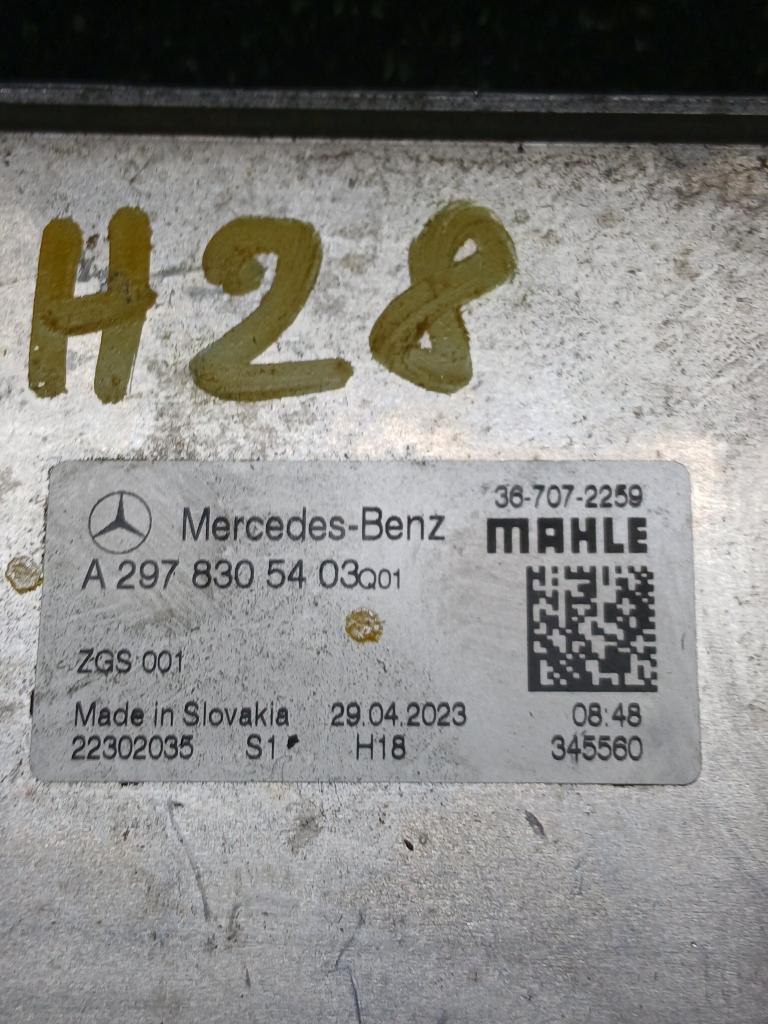 H28
Mercedes-Benz
36-707-2259
MAHLE
A 297 830 54 03Q01
ZGS 001
Made in Slovakia 29.04.2023 08:48
22302035 S1 H18 345560